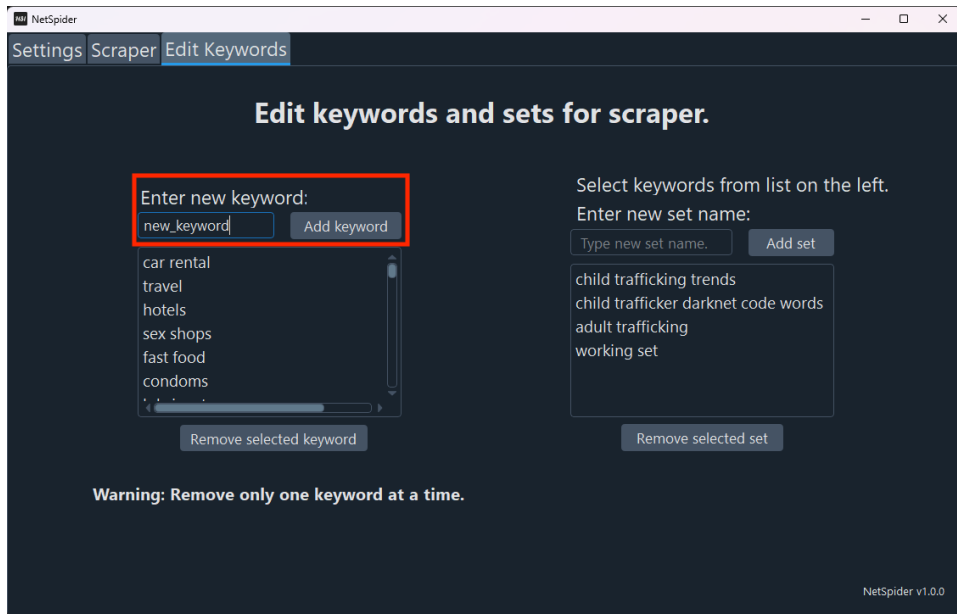 NetSpider
Settings Scraper Edit Keywords
Edit keywords and sets for scraper.
Enter new keyword:
new_keyword Add keyword
car rental
travel
hotels
sex shops
fast food
condoms
Remove selected keyword
Warning: Remove only one keyword at a time.
Select keywords from list on the left.
Enter new set name:
Type new set name. Add set
child trafficking trends
child trafficker darknet code words
adult trafficking
working set
Remove selected set
NetSpider v1.0.0